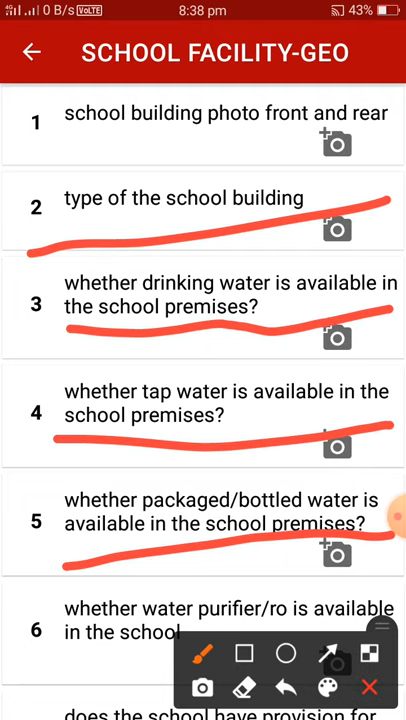 4G 0 B/s VoLTE 8:38 pm 43%
SCHOOL FACILITY-GEO
1 school building photo front and rear
2 type of the school building
3 whether drinking water is available in
the school premises?
4 whether tap water is available in the
school premises?
5 whether packaged/bottled water is
available in the school premises?
6 whether water purifier/ro is available
in the school
does the school have provision for